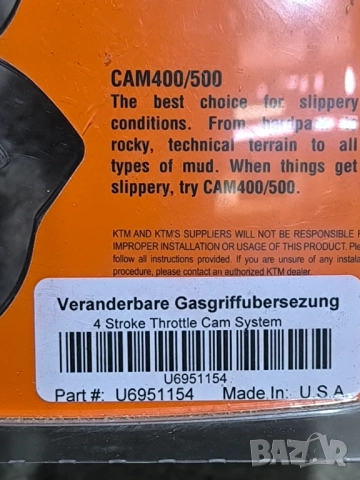 CAM400/500
The best choice for slippery
conditions. From hardpack to
rocky, technical terrain to all
types of mud. When things get
slippery, try CAM400/500.
KTM AND KTM'S SUPPLIERS WILL NOT BE RESPONSIBLE
IMPROPER INSTALLATION OR USAGE OF THIS PRODUCT.
follow all instructions provided. If you are unsure of any
procedure, please contact an authorized KTM dealer.
Veranderbare Gasgriffubersezung
4 Stroke Throttle Cam System
U6951154
Part #: U6951154 Made In: U.S.A
BAZAR